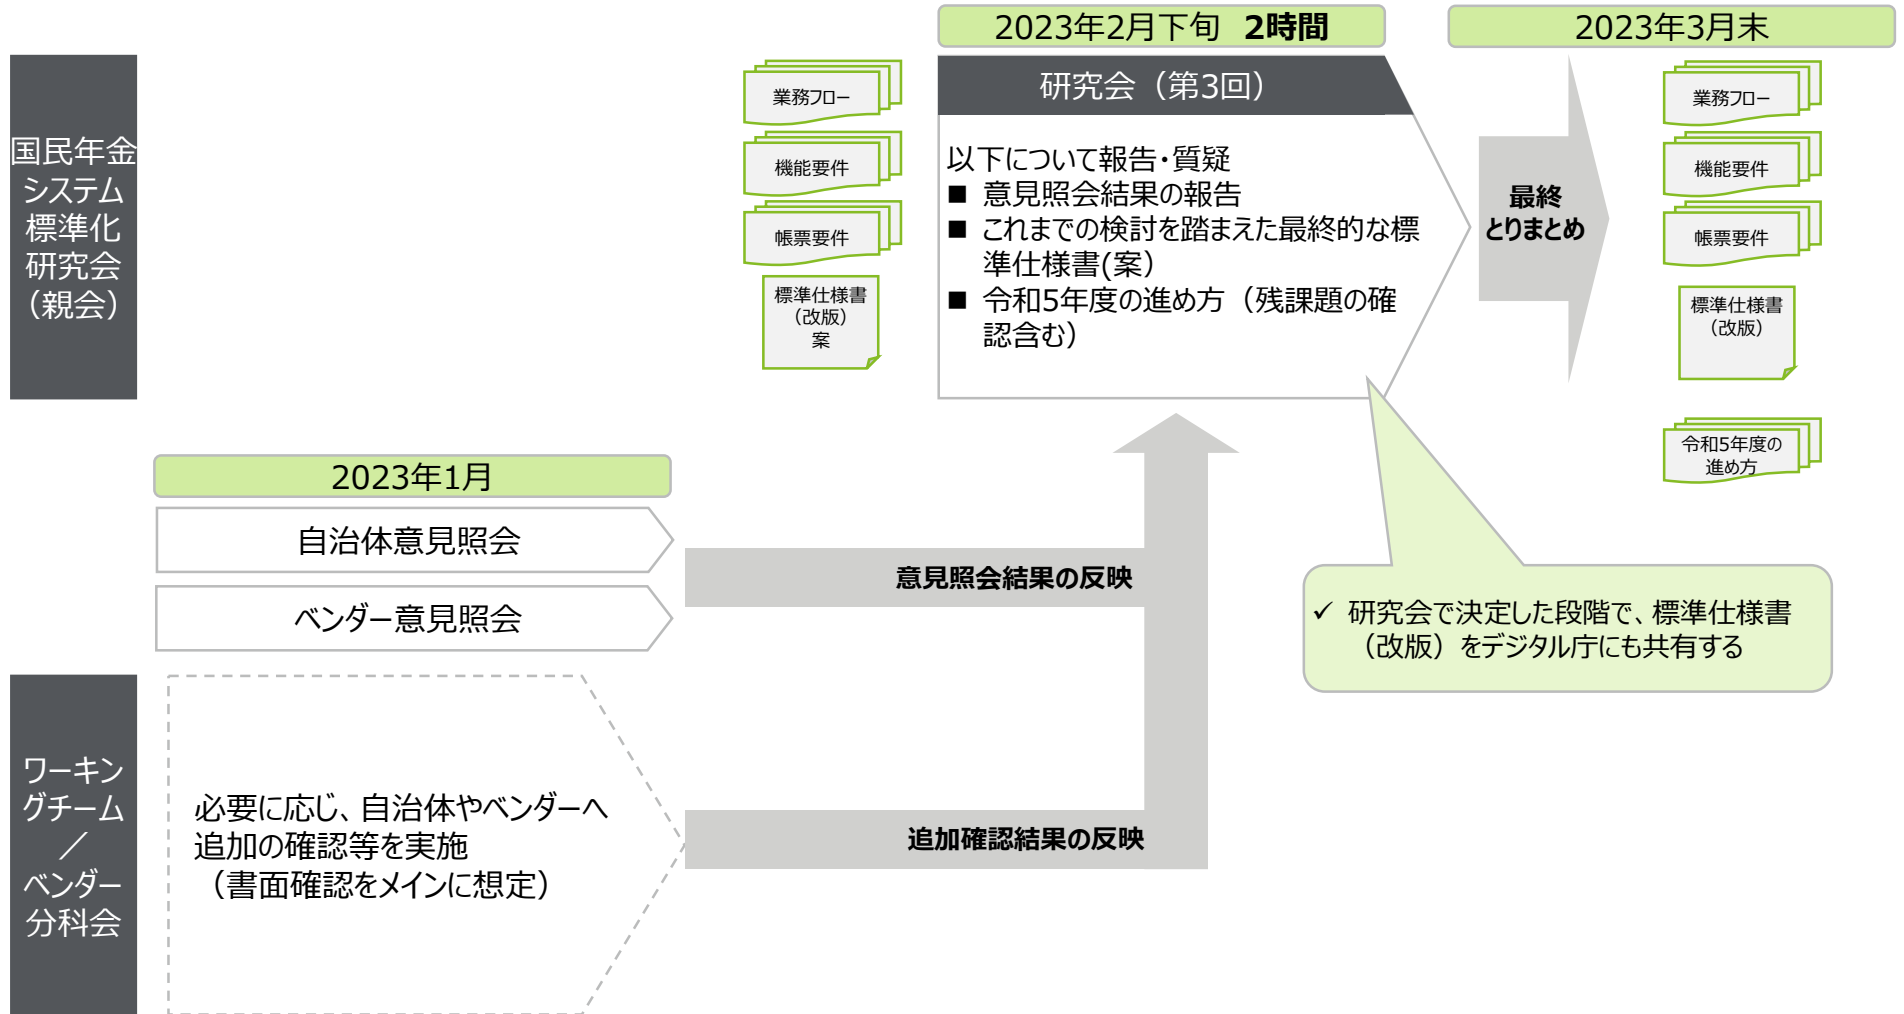 2023年2月下旬 2時間
2023年3月末
国民年金
システム
標準化
研究会
（親会）
業務フロー
機能要件
帳票要件
標準仕様書
（改版）
案
研究会（第3回）
以下について報告・質疑
■ 意見照会結果の報告
■ これまでの検討を踏まえた最終的な標
準仕様書(案）
■ 令和5年度の進め方（残課題の確
認含む）
最終
とりまとめ
業務フロー
機能要件
帳票要件
標準仕様書
（改版）
令和5年度の
進め方
2023年1月
自治体意見照会
ベンダー意見照会
意見照会結果の反映
✓ 研究会で決定した段階で、標準仕様書
（改版）をデジタル庁にも共有する
ワーキン
グチーム
／
ベンダー
分科会
必要に応じ、自治体やベンダーへ
追加の確認等を実施
（書面確認をメインに想定）
追加確認結果の反映